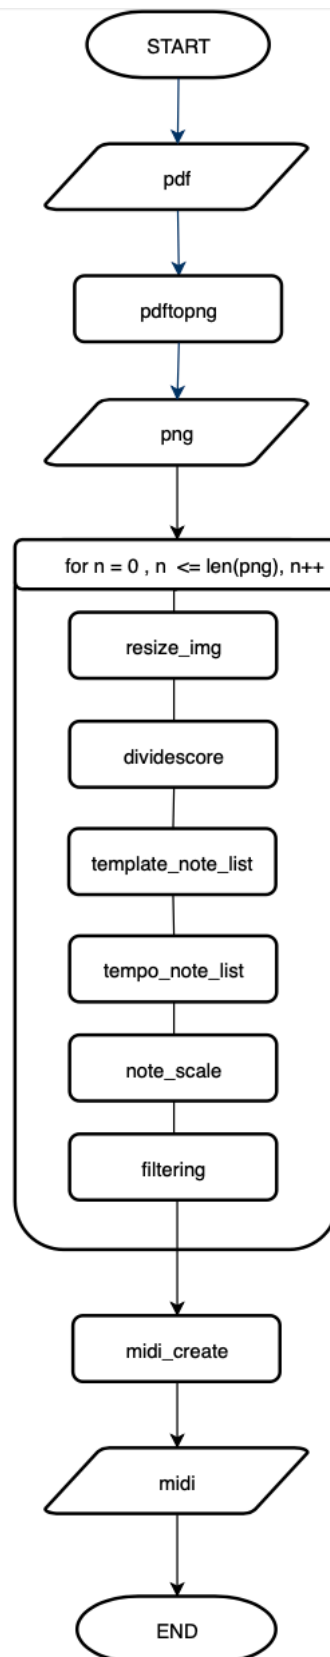 START
pdf
pdftopng
png
for n = 0 , n <= len(png), n++
resize_img
dividescore
template_note_list
tempo_note_list
note_scale
filtering
midi_create
midi
END